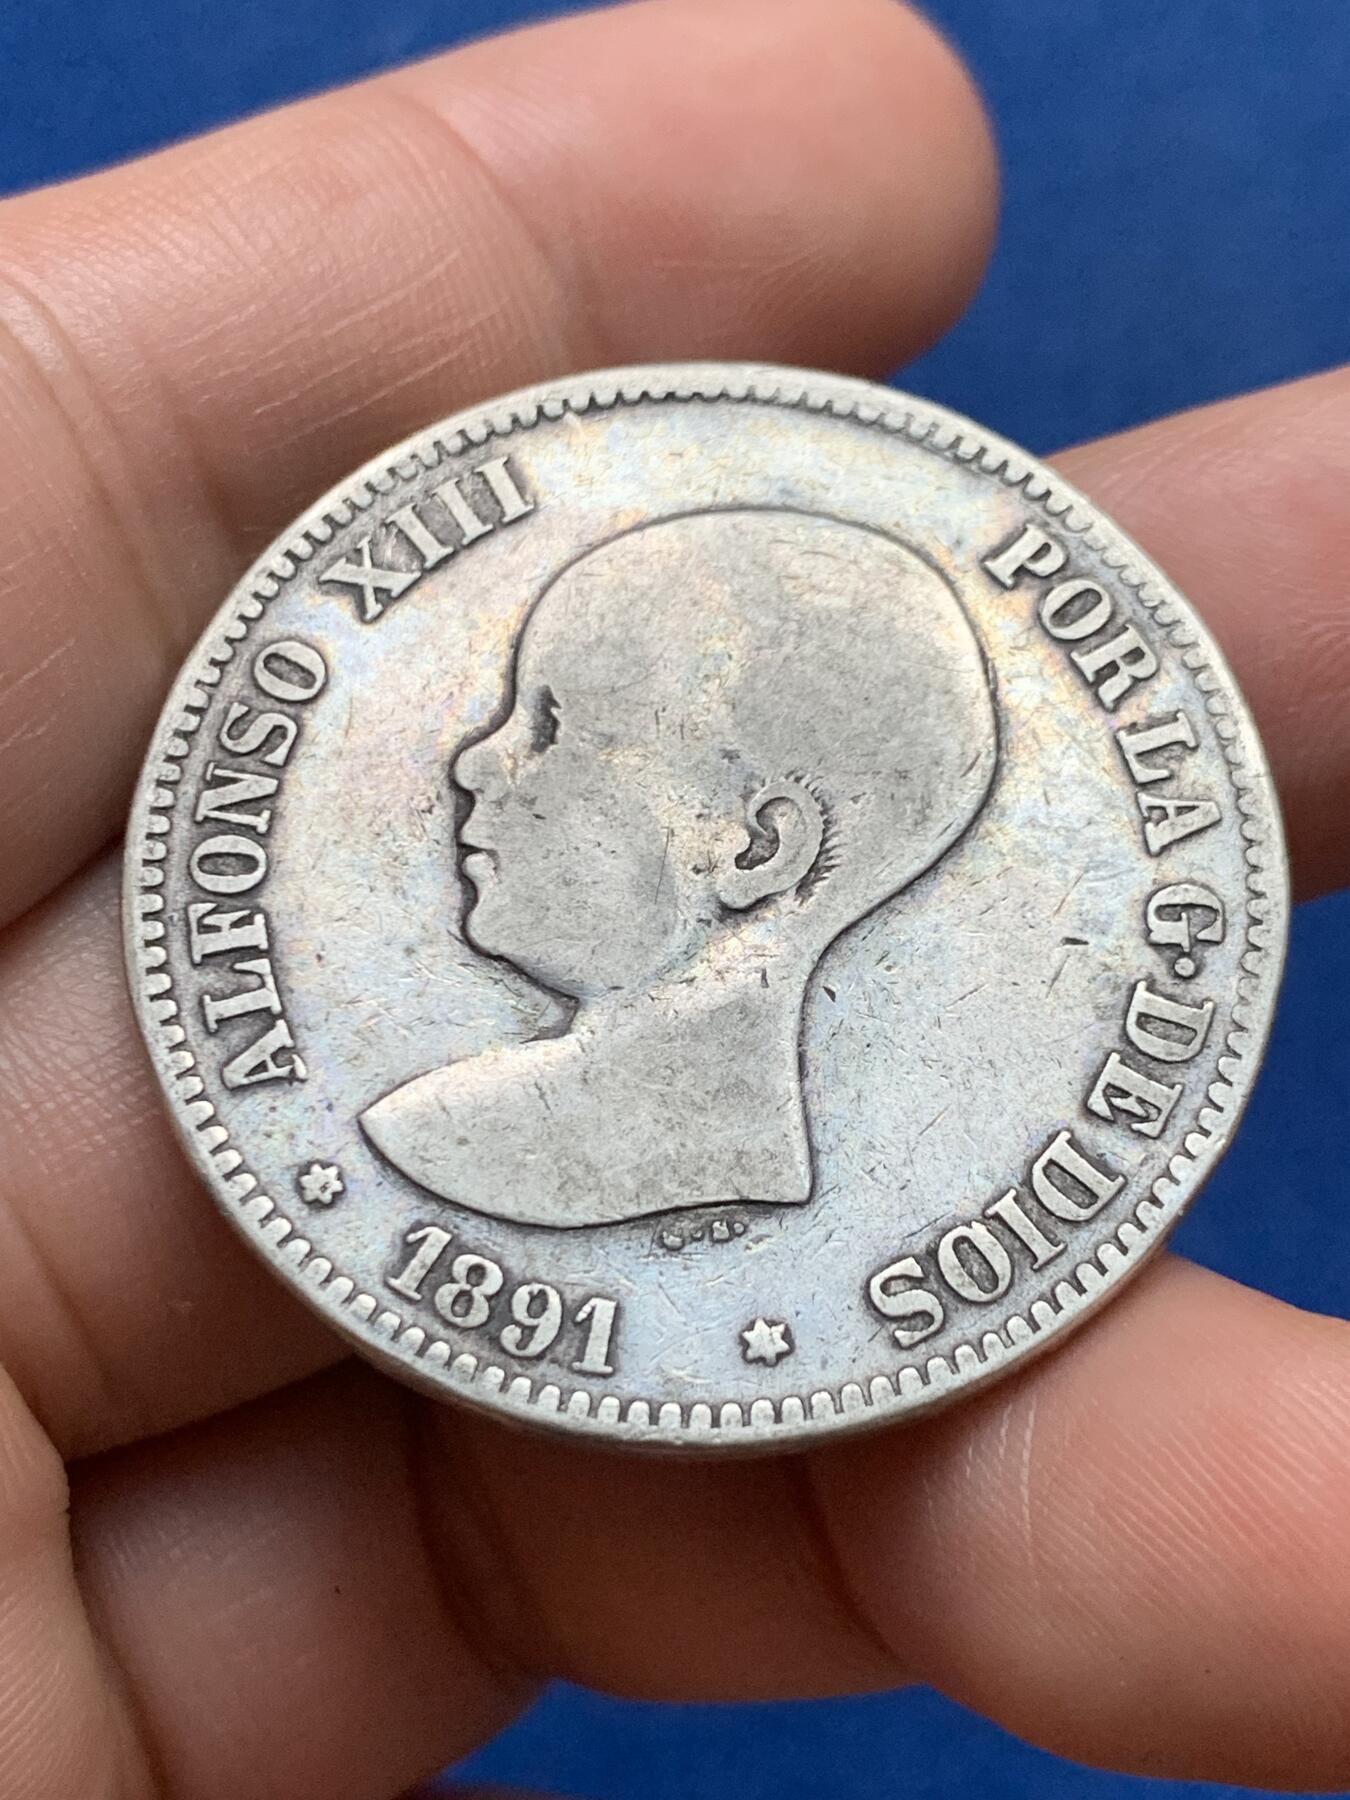 ALFONSO XIII POR LA G. DE DIOS
* 1891 *